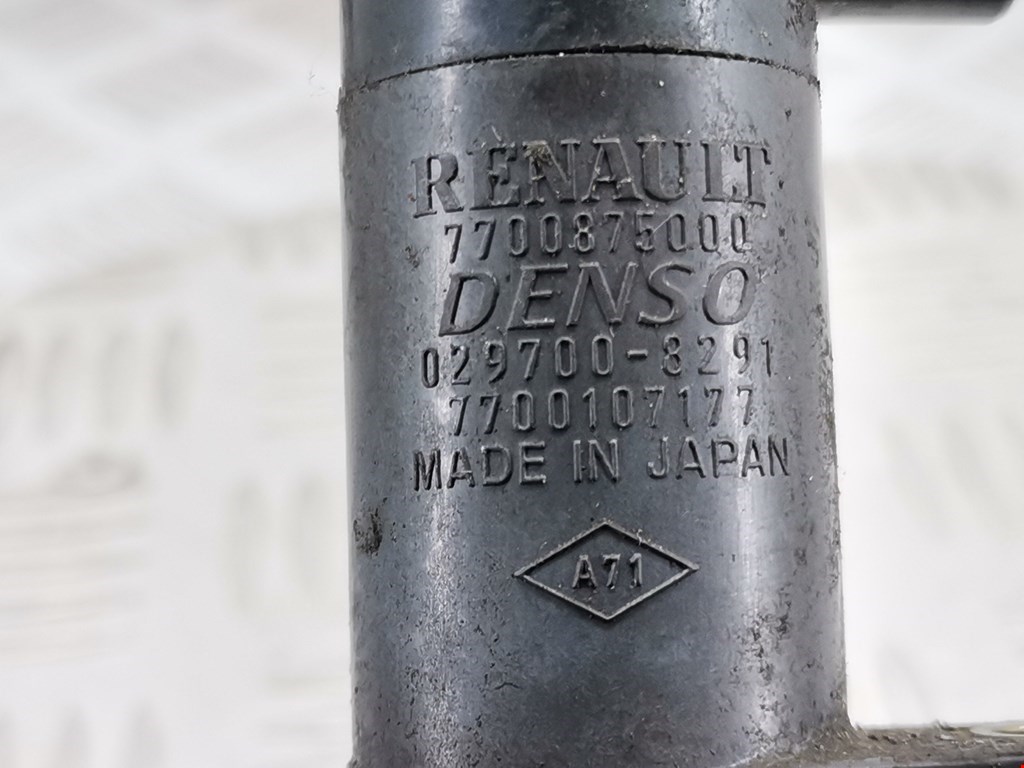 RENAULT
7700875000
DENSO
029700-8291
7700107177
MADE IN JAPAN
A71